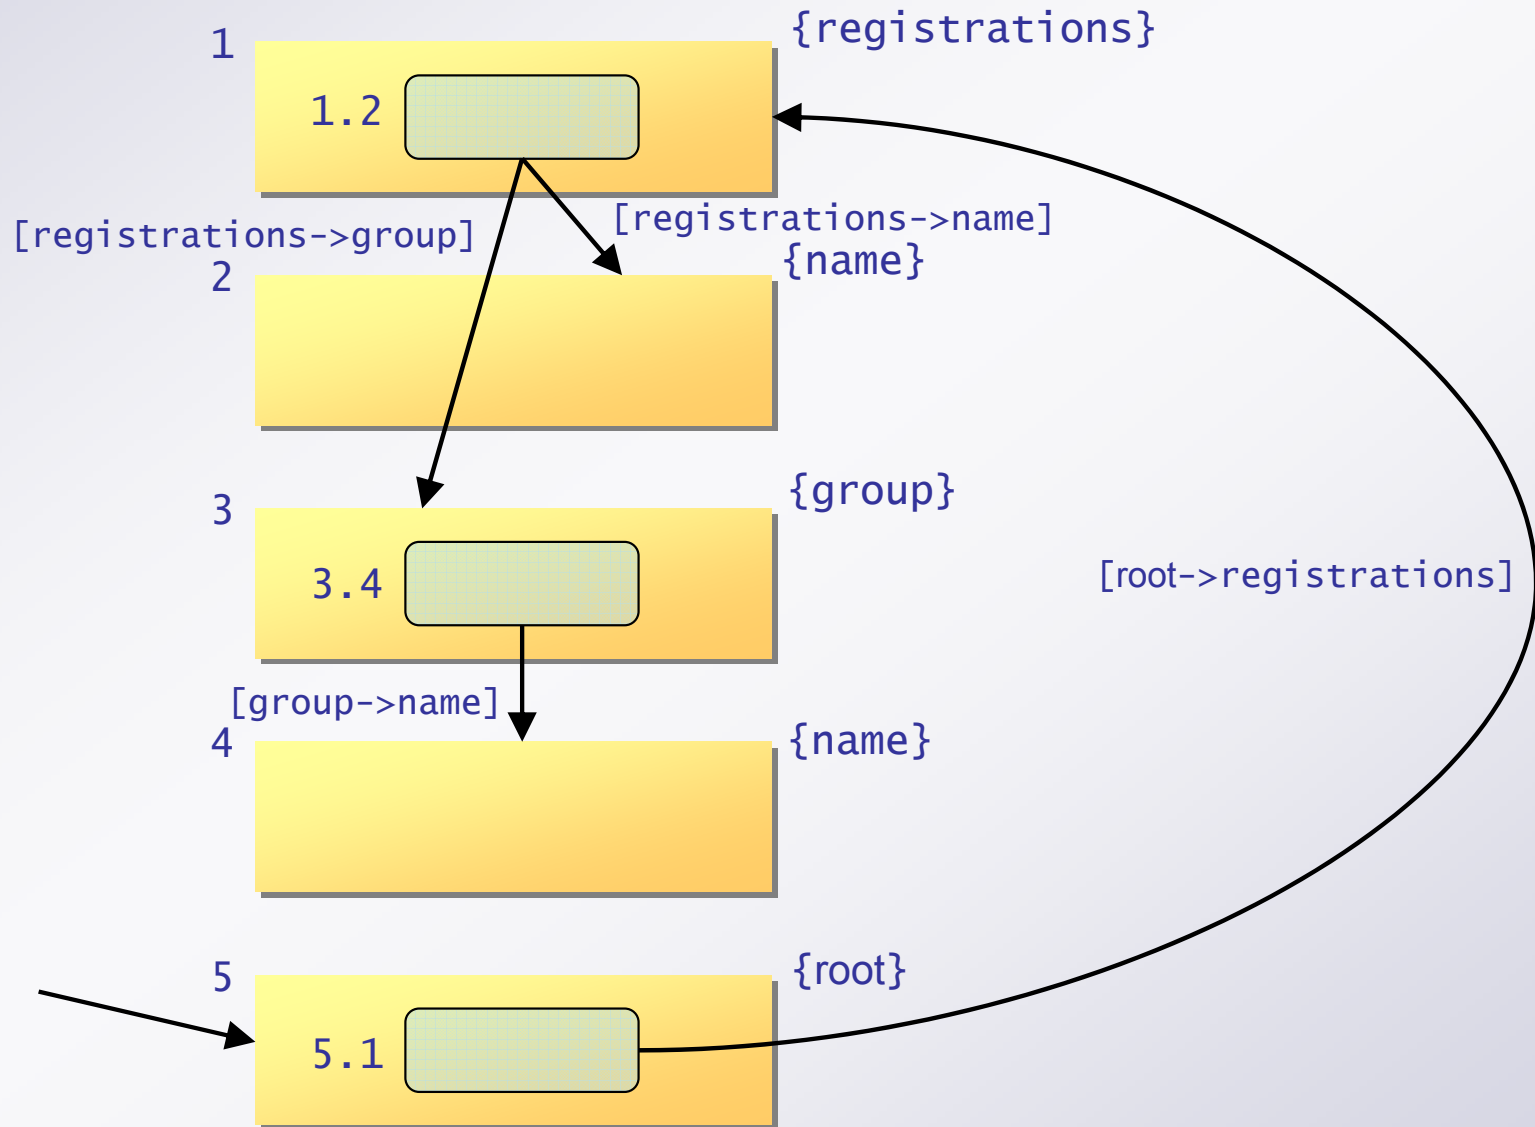 1
{registrations}
1.2
[registrations->group]
[registrations->name]
2
{name}
3
{group}
3.4
[root->registrations]
[group->name]
4
{name}
5
{root}
5.1